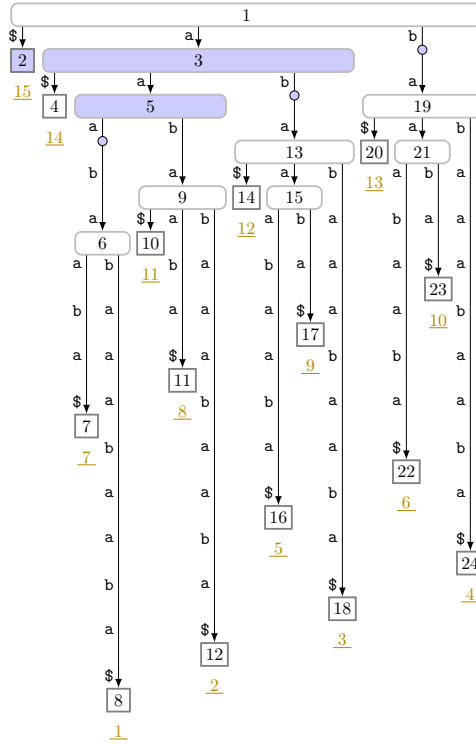 1
$ a b
2 3
15 $ a b
4 5 19
14 a b $ a b
13 20 21
b a $ a b a b a
13
9 14 15
a $ a b a b a b a a
12
6 10
a b b a b a a a $ a
11
23
b a a a a $ a a b
10
17
a a $ a a b b a
9
11
$ a b b a a a
8
7
b a a a $ b
7
22
a a $ b a
6
16
a b a $
5
24
b a $
4
18
a $
3
12
$
2
8
1